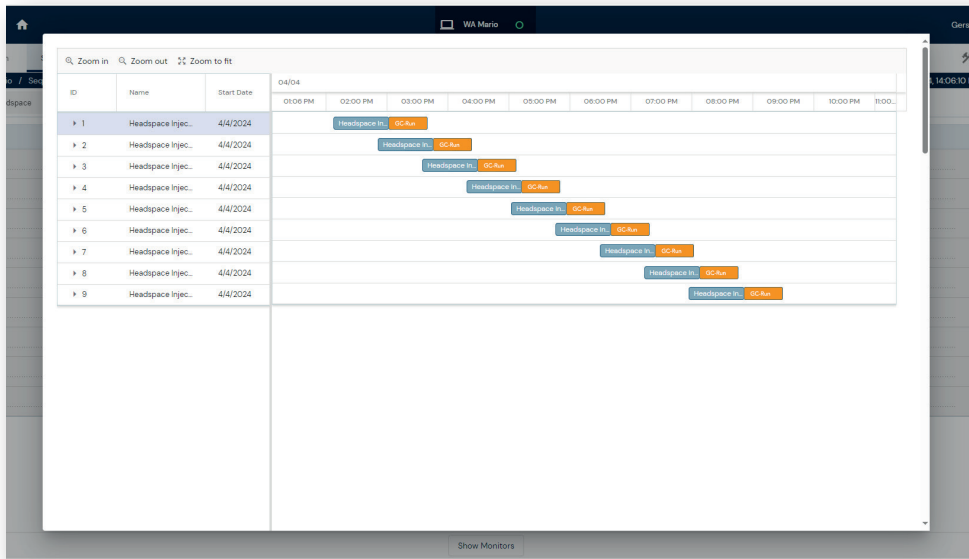 WA Mario
Gers
o / Seq
4, 14:06:10
dspace
Zoom in Zoom out Zoom to fit
ID Name Start Date 04/04
01:06 PM 02:00 PM 03:00 PM 04:00 PM 05:00 PM 06:00 PM 07:00 PM 08:00 PM 09:00 PM 10:00 PM 11:00...
1 Headspace Injec... 4/4/2024 Headspace In... GC-Run
2 Headspace Injec... 4/4/2024 Headspace In... GC-Run
3 Headspace Injec... 4/4/2024 Headspace In... GC-Run
4 Headspace Injec... 4/4/2024 Headspace In... GC-Run
5 Headspace Injec... 4/4/2024 Headspace In... GC-Run
6 Headspace Injec... 4/4/2024 Headspace In... GC-Run
7 Headspace Injec... 4/4/2024 Headspace In... GC-Run
8 Headspace Injec... 4/4/2024 Headspace In... GC-Run
9 Headspace Injec... 4/4/2024 Headspace In... GC-Run
Show Monitors